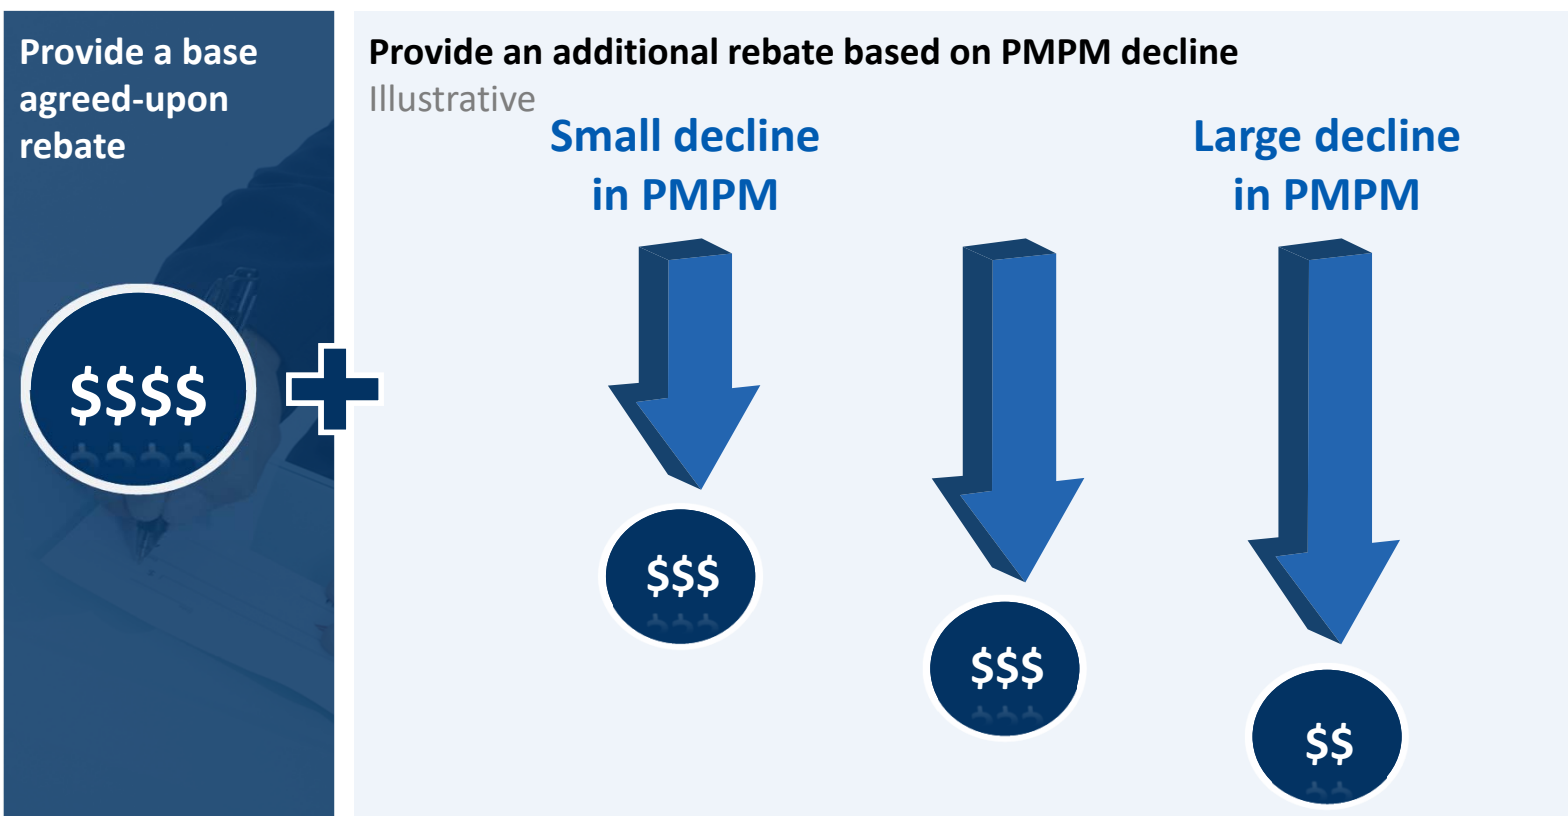 Provide a base
agreed-upon
rebate
$$$$
Provide an additional rebate based on PMPM decline
Illustrative
Small decline
in PMPM
Large decline
in PMPM
$$$
$$$
$$